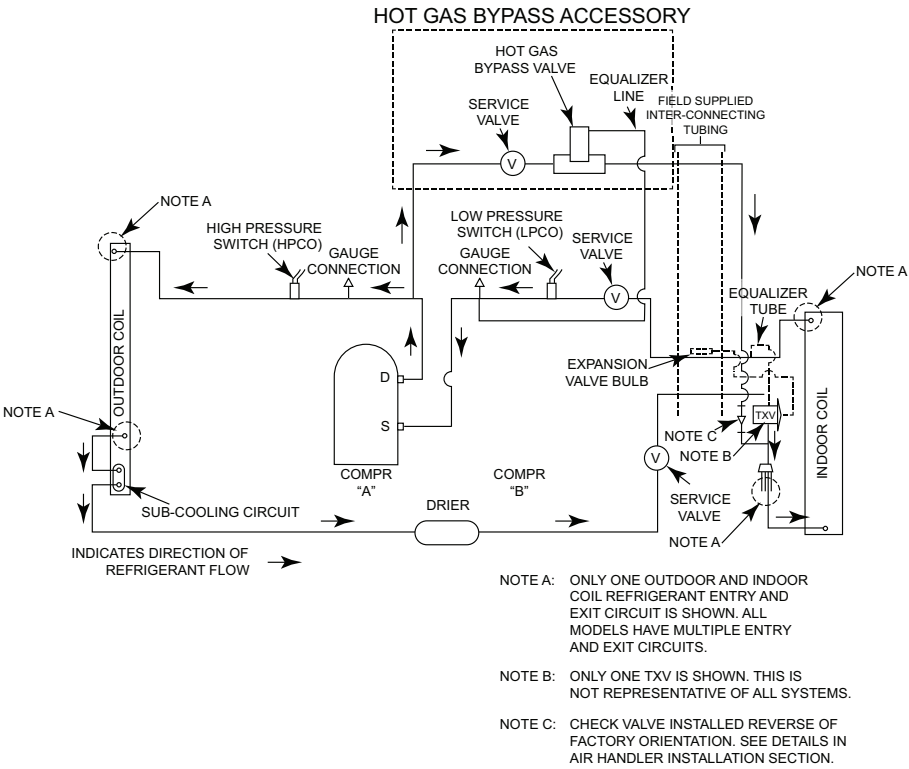 HOT GAS BYPASS ACCESSORY
HOT GAS
BYPASS VALVE
EQUALIZER
LINE
SERVICE
VALVE
FIELD SUPPLIED
INTER-CONNECTING
TUBING
V
NOTE A
HIGH PRESSURE
SWITCH (HPCO)
GAUGE
CONNECTION
LOW PRESSURE
SWITCH (LPCO)
GAUGE
CONNECTION
SERVICE
VALVE
V
NOTE A
EQUALIZER
TUBE
OUTDOOR COIL
EXPANSION
VALVE BULB
D
S
NOTE A
TXV
INDOOR COIL
NOTE C
NOTE B
V
COMPR
“A”
COMPR
“B”
SERVICE
VALVE
SUB-COOLING CIRCUIT
DRIER
NOTE A
INDICATES DIRECTION OF
REFRIGERANT FLOW
NOTE A: ONLY ONE OUTDOOR AND INDOOR
COIL REFRIGERANT ENTRY AND
EXIT CIRCUIT IS SHOWN. ALL
MODELS HAVE MULTIPLE ENTRY
AND EXIT CIRCUITS.
NOTE B: ONLY ONE TXV IS SHOWN. THIS IS
NOT REPRESENTATIVE OF ALL SYSTEMS.
NOTE C: CHECK VALVE INSTALLED REVERSE OF
FACTORY ORIENTATION. SEE DETAILS IN
AIR HANDLER INSTALLATION SECTION.